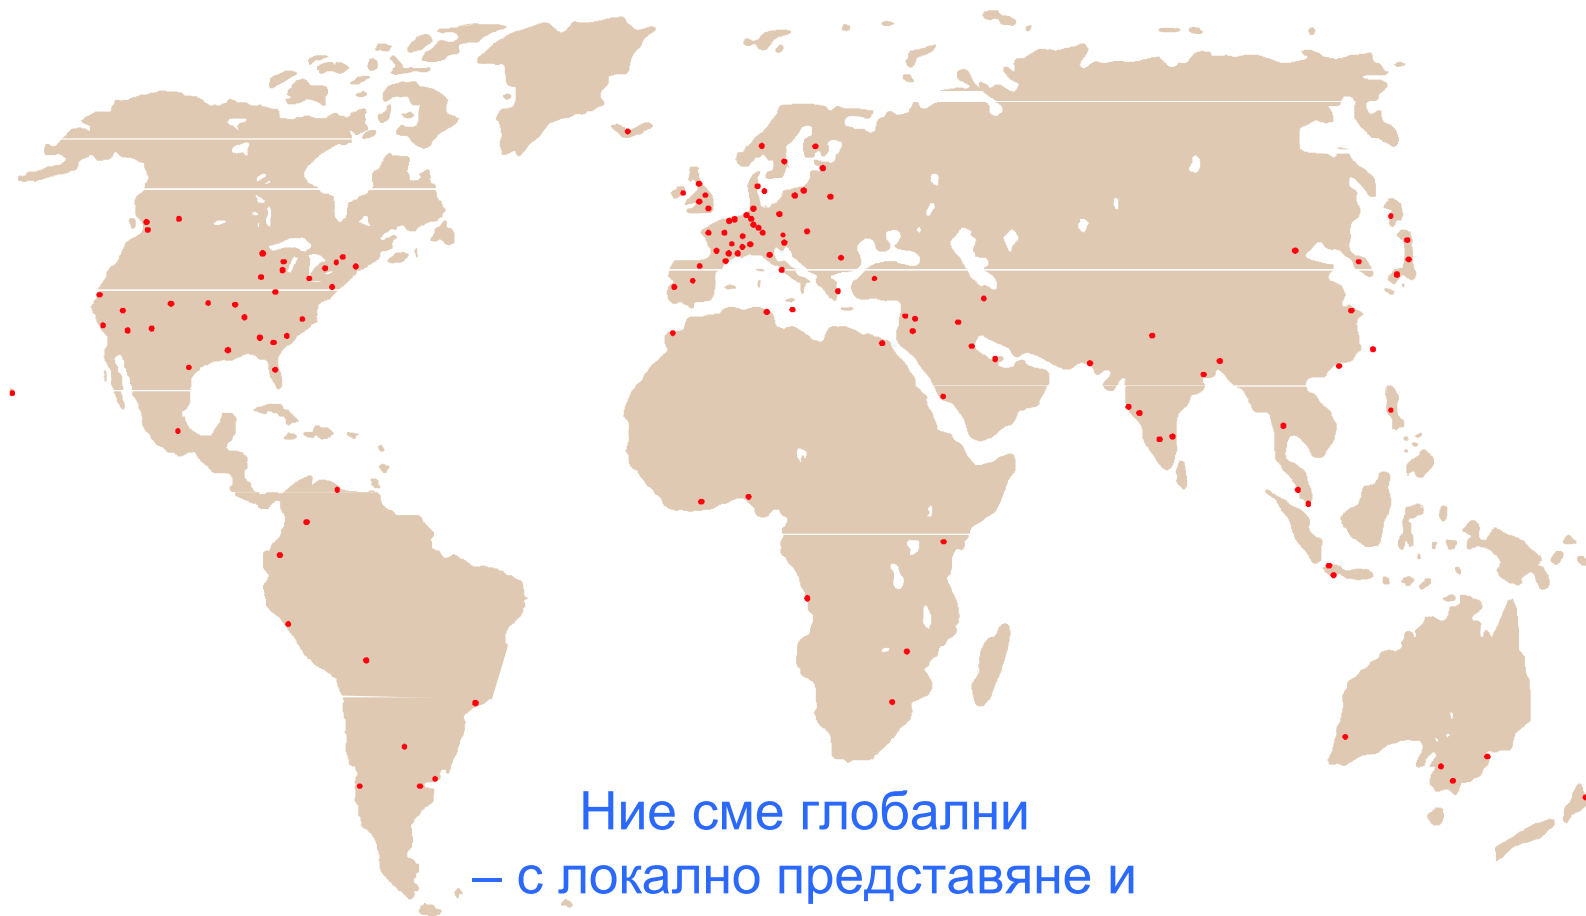 Ние сме глобални
– с локално представяне и